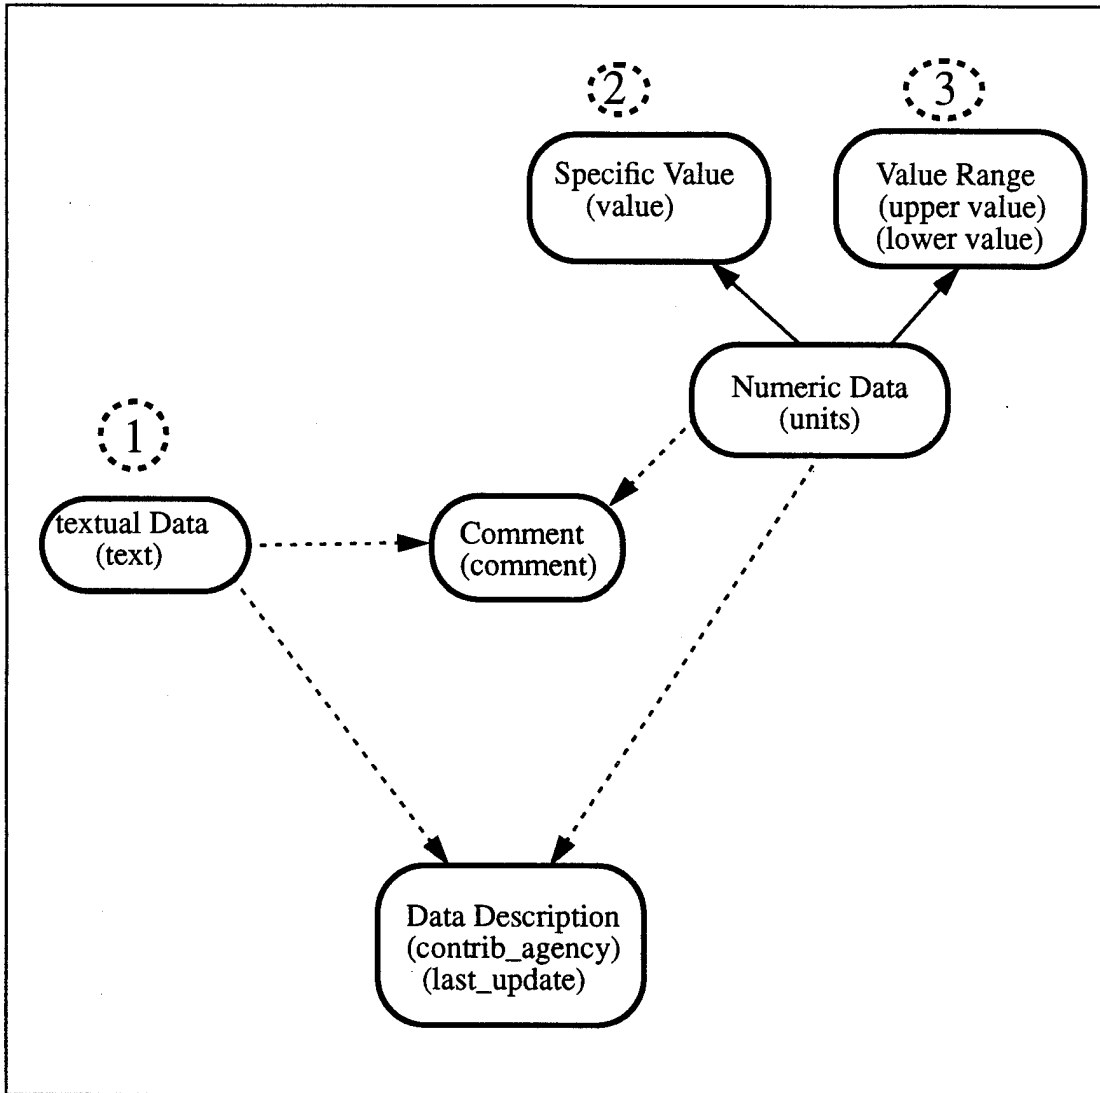 2
3
Specific Value
(value)
Value Range
(upper value)
(lower value)
Numeric Data
(units)
1
textual Data
(text)
Comment
(comment)
Data Description
(contrib_agency)
(last_update)